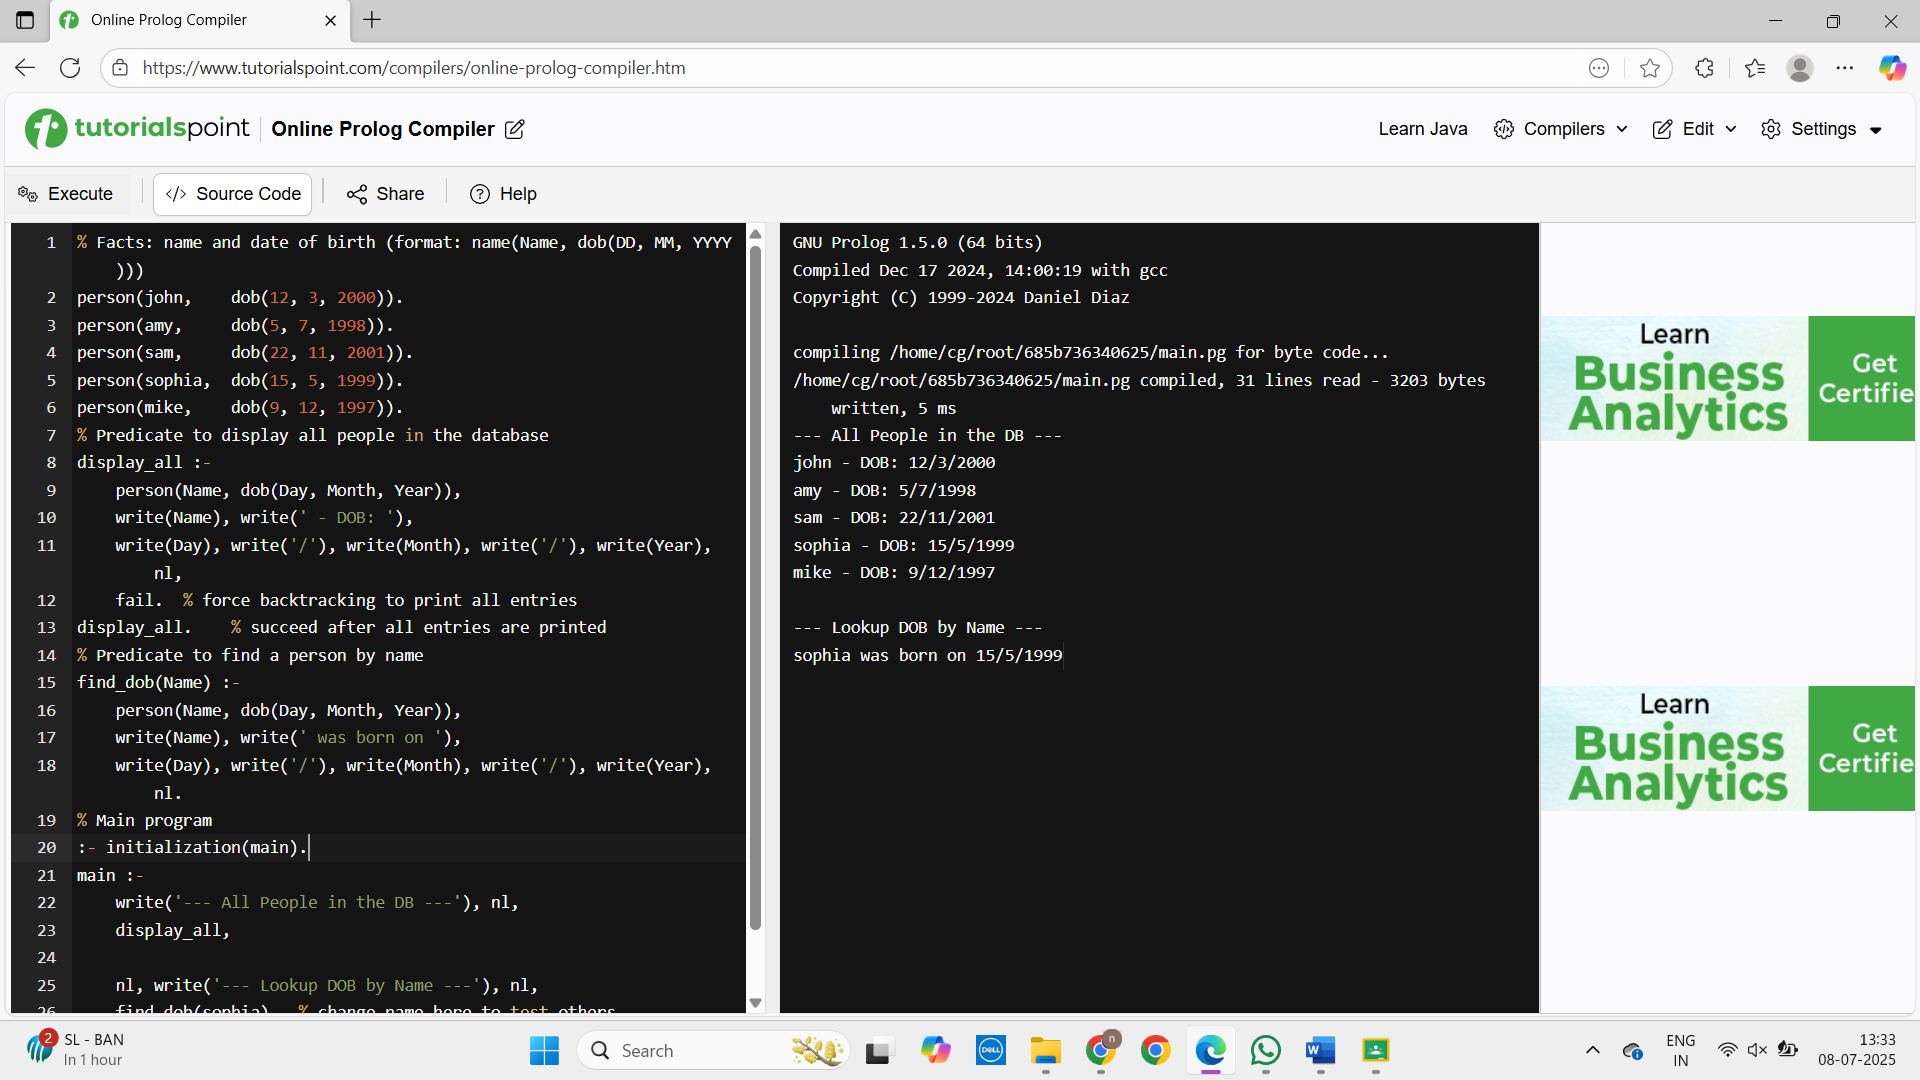 Online Prolog Compiler
https://www.tutorialspoint.com/compilers/online-prolog-compiler.htm
tutorialspoint
Online Prolog Compiler
Learn Java
Compilers
Edit
Settings
Execute
</> Source Code
Share
Help
1 % Facts: name and date of birth (format: name(Name, dob(DD, MM, YYYY
)))
2 person(john,    dob(12, 3, 2000)).
3 person(amy,     dob(5, 7, 1998)).
4 person(sam,     dob(22, 11, 2001)).
5 person(sophia,  dob(15, 5, 1999)).
6 person(mike,    dob(9, 12, 1997)).
7 % Predicate to display all people in the database
8 display_all :-
9     person(Name, dob(Day, Month, Year)),
10     write(Name), write(' - DOB: '),
11     write(Day), write('/'), write(Month), write('/'), write(Year),
nl,
12     fail.  % force backtracking to print all entries
13 display_all.    % succeed after all entries are printed
14 % Predicate to find a person by name
15 find_dob(Name) :-
16     person(Name, dob(Day, Month, Year)),
17     write(Name), write(' was born on '),
18     write(Day), write('/'), write(Month), write('/'), write(Year),
nl.
19 % Main program
20 :- initialization(main).
21 main :-
22     write('--- All People in the DB ---'), nl,
23     display_all,
24
25     nl, write('--- Lookup DOB by Name ---'), nl,
26     find_dob(sophia).  % change name here to test others
GNU Prolog 1.5.0 (64 bits)
Compiled Dec 17 2024, 14:00:19 with gcc
Copyright (C) 1999-2024 Daniel Diaz
compiling /home/cg/root/685b736340625/main.pg for byte code...
/home/cg/root/685b736340625/main.pg compiled, 31 lines read - 3203 bytes
written, 5 ms
--- All People in the DB ---
john - DOB: 12/3/2000
amy - DOB: 5/7/1998
sam - DOB: 22/11/2001
sophia - DOB: 15/5/1999
mike - DOB: 9/12/1997
--- Lookup DOB by Name ---
sophia was born on 15/5/1999
Learn
Business
Analytics
Get
Certifie
Learn
Business
Analytics
Get
Certifie
2
SL - BAN
In 1 hour
Search
DELL
n
W
ENG
IN
13:33
08-07-2025